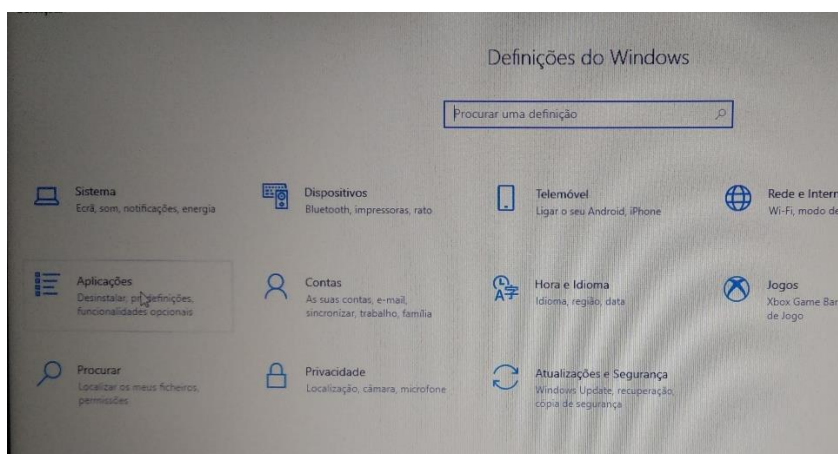 Definições do Windows
Procurar uma definição
Sistema
Ecrã, som, notificações, energia
Dispositivos
Bluetooth, impressoras, rato
Telemóvel
Ligar o seu Android, iPhone
Rede e Intern
Wi-Fi, modo de
Aplicações
Desinstalar, predefinições,
funcionalidades opcionais
Contas
As suas contas, e-mail,
sincronizar, trabalho, família
Hora e Idioma
Idioma, região, data
Jogos
Xbox Game Bar
de Jogo
Procurar
Localizar os meus ficheiros,
permissões
Privacidade
Localização, câmara, microfone
Atualizações e Segurança
Windows Update, recuperação,
cópia de segurança